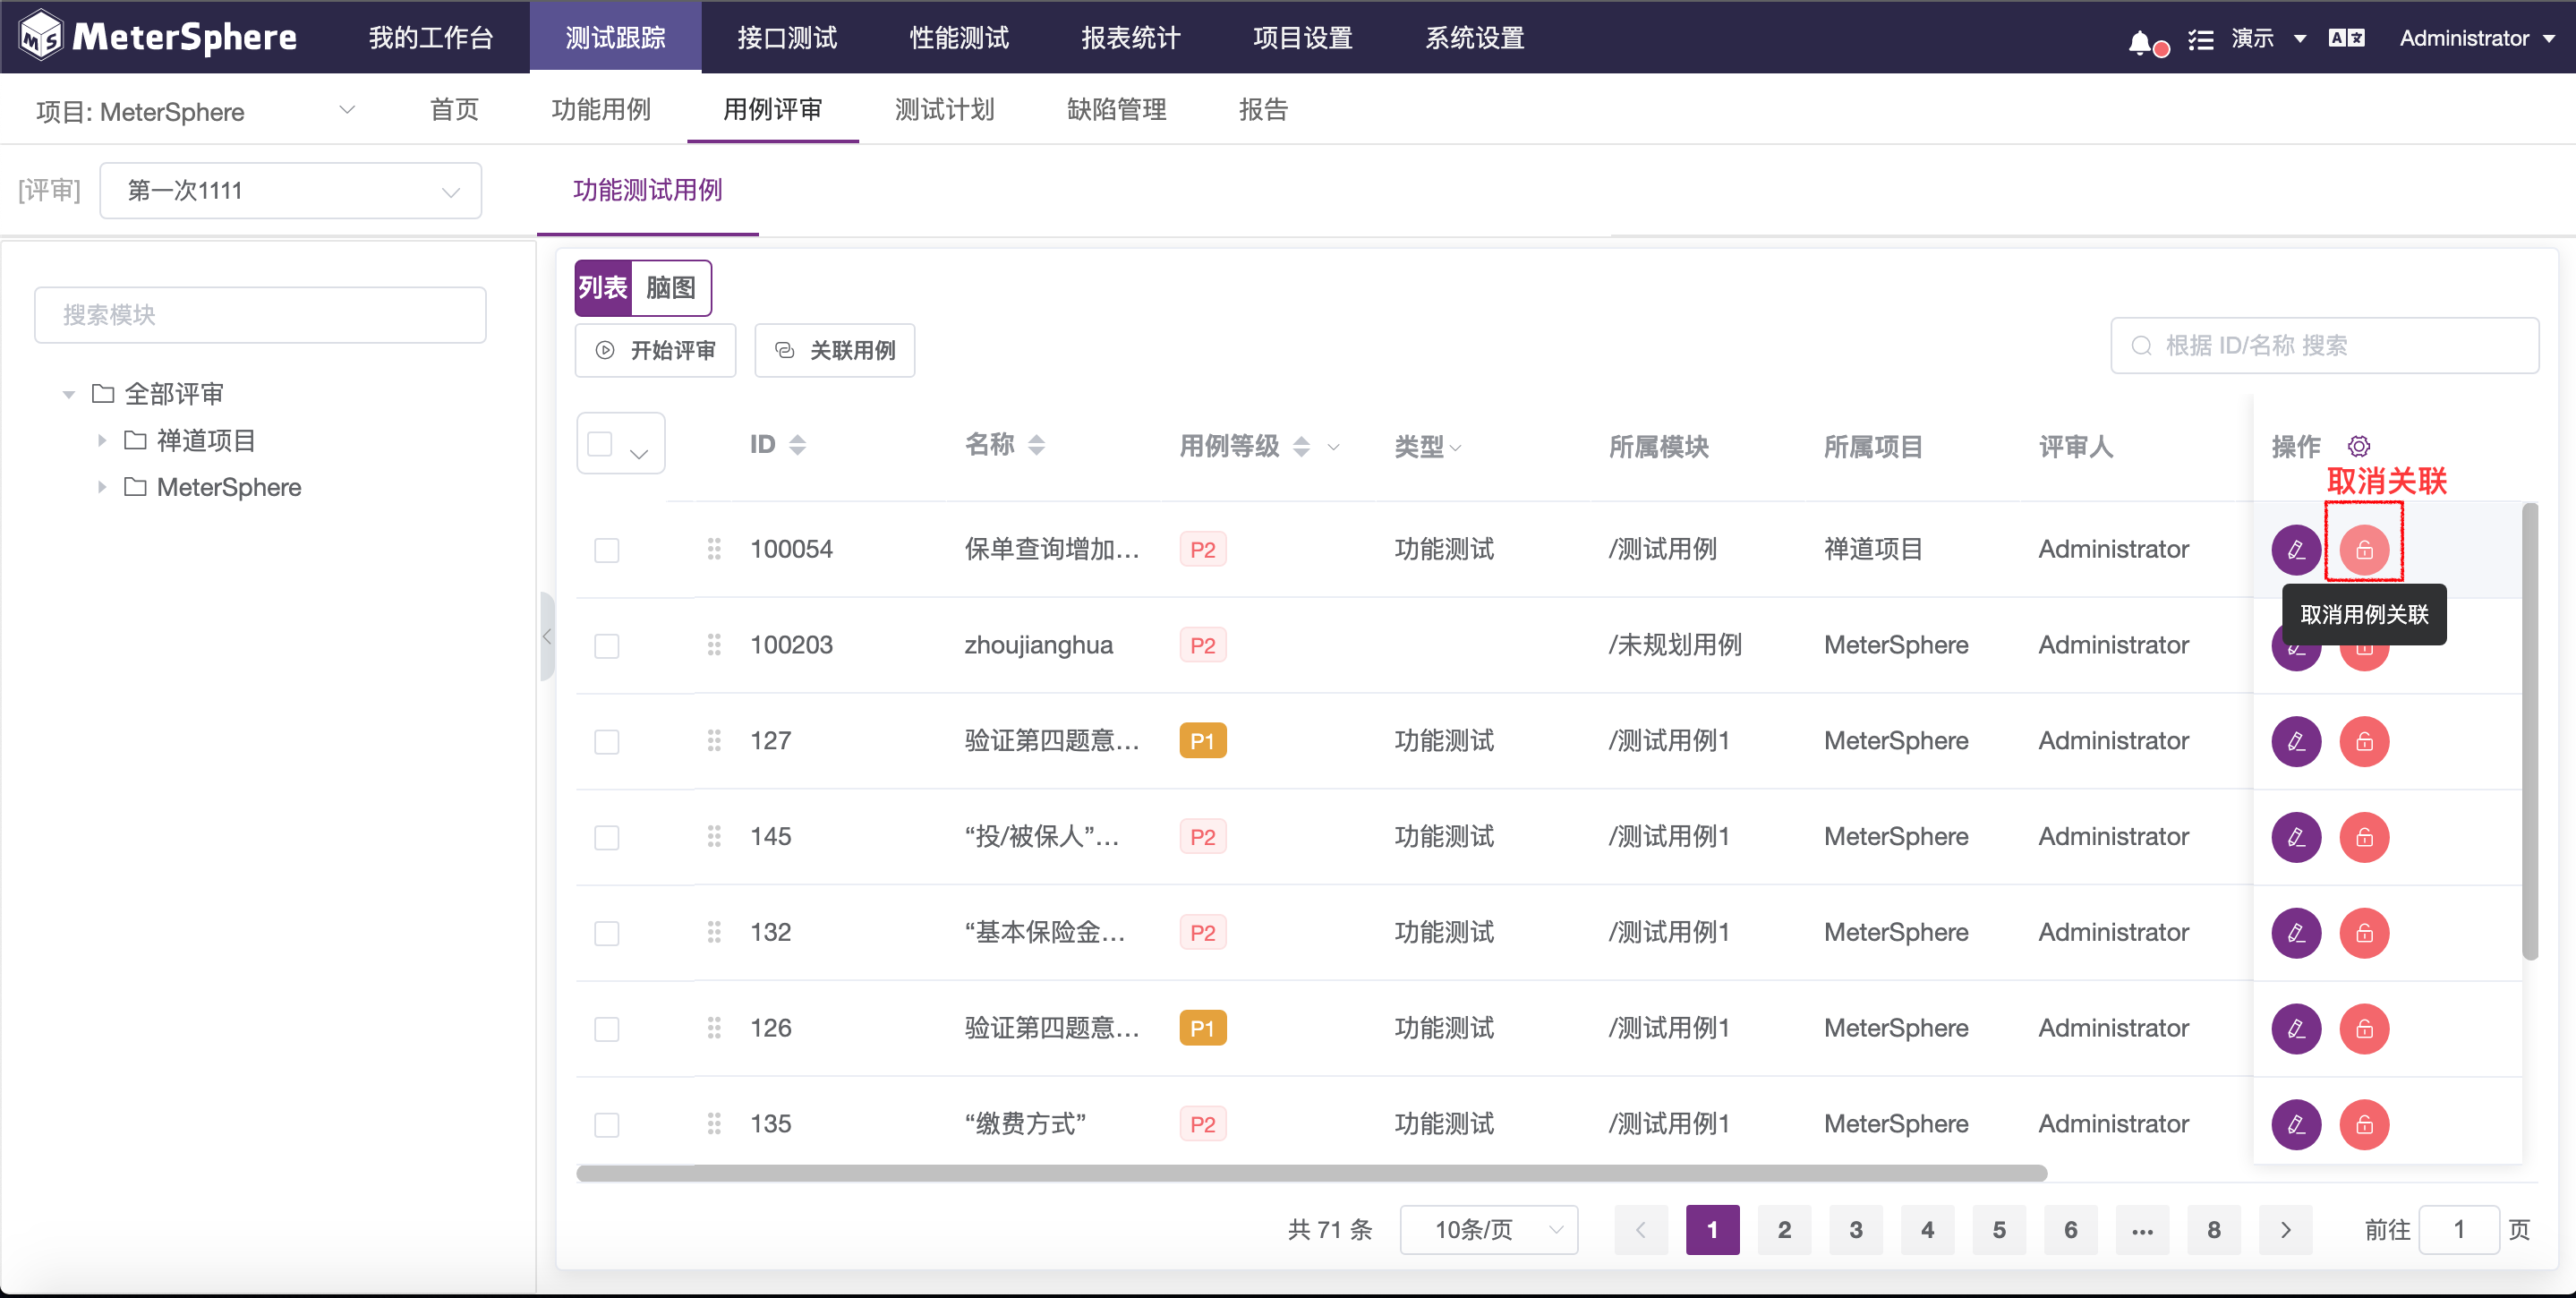 MeterSphere 我的工作台 测试跟踪 接口测试 性能测试 报表统计 项目设置 系统设置 演示 Administrator
项目: MeterSphere 首页 功能用例 用例评审 测试计划 缺陷管理 报告
[评审] 第一次1111 功能测试用例
搜索模块
全部评审
禅道项目
MeterSphere
列表 脑图
开始评审 关联用例
根据 ID/名称 搜索
ID 名称 用例等级 类型 所属模块 所属项目 评审人 操作
取消关联
100054 保单查询增加... P2 功能测试 /测试用例 禅道项目 Administrator
取消用例关联
100203 zhoujianghua P2 /未规划用例 MeterSphere Administrator
127 验证第四题意... P1 功能测试 /测试用例1 MeterSphere Administrator
145 “投/被保人”... P2 功能测试 /测试用例1 MeterSphere Administrator
132 “基本保险金... P2 功能测试 /测试用例1 MeterSphere Administrator
126 验证第四题意... P1 功能测试 /测试用例1 MeterSphere Administrator
135 “缴费方式” P2 功能测试 /测试用例1 MeterSphere Administrator
共 71 条 10条/页 1 2 3 4 5 6 ... 8 前往 1 页